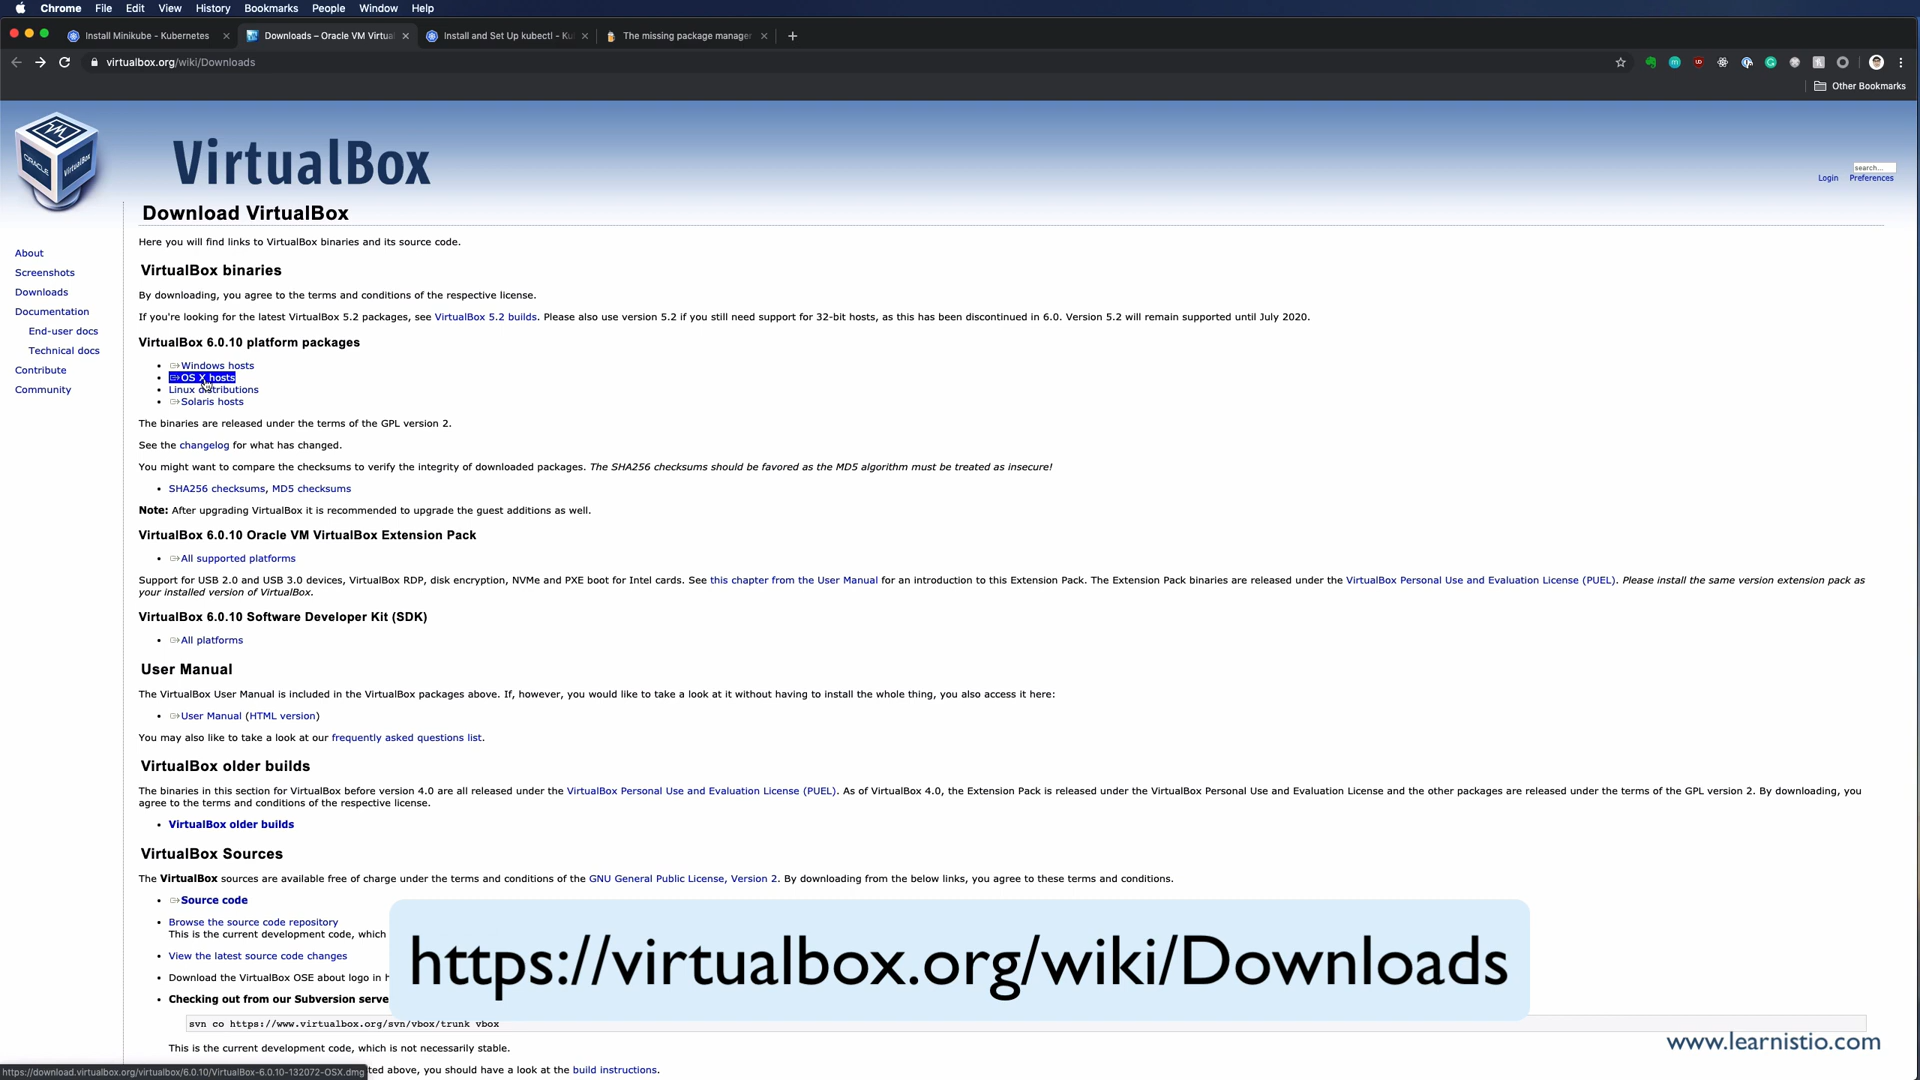 Chrome File Edit View History Bookmarks People Window Help
Install Minikube - Kubernetes
Downloads – Oracle VM Virtua
Install and Set Up kubectl - Ku
The missing package manager
virtualbox.org/wiki/Downloads
Other Bookmarks
VirtualBox
search...
Login Preferences
ORACLE
VirtualBox
About
Screenshots
Downloads
Documentation
End-user docs
Technical docs
Contribute
Community
Download VirtualBox
Here you will find links to VirtualBox binaries and its source code.
VirtualBox binaries
By downloading, you agree to the terms and conditions of the respective license.
If you're looking for the latest VirtualBox 5.2 packages, see VirtualBox 5.2 builds. Please also use version 5.2 if you still need support for 32-bit hosts, as this has been discontinued in 6.0. Version 5.2 will remain supported until July 2020.
VirtualBox 6.0.10 platform packages
Windows hosts
OS X hosts
Linux distributions
Solaris hosts
The binaries are released under the terms of the GPL version 2.
See the changelog for what has changed.
You might want to compare the checksums to verify the integrity of downloaded packages. The SHA256 checksums should be favored as the MD5 algorithm must be treated as insecure!
SHA256 checksums, MD5 checksums
Note: After upgrading VirtualBox it is recommended to upgrade the guest additions as well.
VirtualBox 6.0.10 Oracle VM VirtualBox Extension Pack
All supported platforms
Support for USB 2.0 and USB 3.0 devices, VirtualBox RDP, disk encryption, NVMe and PXE boot for Intel cards. See this chapter from the User Manual for an introduction to this Extension Pack. The Extension Pack binaries are released under the VirtualBox Personal Use and Evaluation License (PUEL). Please install the same version extension pack as
your installed version of VirtualBox.
VirtualBox 6.0.10 Software Developer Kit (SDK)
All platforms
User Manual
The VirtualBox User Manual is included in the VirtualBox packages above. If, however, you would like to take a look at it without having to install the whole thing, you also access it here:
User Manual (HTML version)
You may also like to take a look at our frequently asked questions list.
VirtualBox older builds
The binaries in this section for VirtualBox before version 4.0 are all released under the VirtualBox Personal Use and Evaluation License (PUEL). As of VirtualBox 4.0, the Extension Pack is released under the VirtualBox Personal Use and Evaluation License and the other packages are released under the terms of the GPL version 2. By downloading, you
agree to the terms and conditions of the respective license.
VirtualBox older builds
VirtualBox Sources
The VirtualBox sources are available free of charge under the terms and conditions of the GNU General Public License, Version 2. By downloading from the below links, you agree to these terms and conditions.
Source code
Browse the source code repository
This is the current development code, which
View the latest source code changes
Download the VirtualBox OSE about logo in h
Checking out from our Subversion serve
https://virtualbox.org/wiki/Downloads
svn co https://www.virtualbox.org/svn/vbox/trunk vbox
This is the current development code, which is not necessarily stable.
www.learnistio.com
ted above, you should have a look at the build instructions.
https://download.virtualbox.org/virtualbox/6.0.10/VirtualBox-6.0.10-132072-OSX.dmg